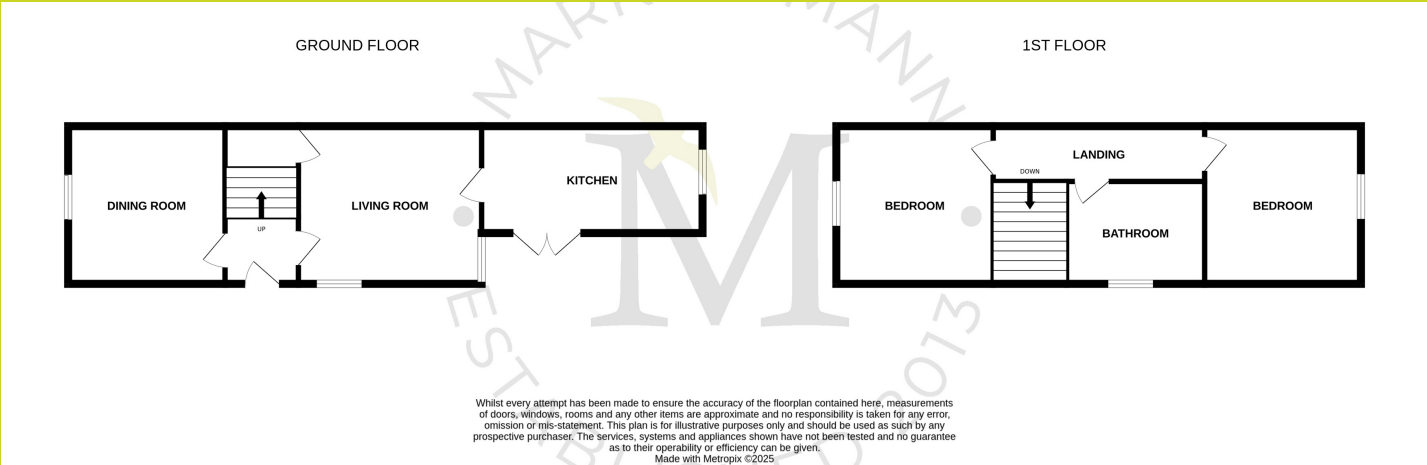 GROUND FLOOR
DINING ROOM
UP
LIVING ROOM
KITCHEN
1ST FLOOR
BEDROOM
LANDING
DOWN
BATHROOM
BEDROOM
M
Whilst every attempt has been made to ensure the accuracy of the floorplan contained here, measurements
of doors, windows, rooms and any other items are approximate and no responsibility is taken for any error,
omission or mis-statement. This plan is for illustrative purposes only and should be used as such by any
prospective purchaser. The services, systems and appliances shown have not been tested and no guarantee
as to their operability or efficiency can be given.
Made with Metropix ©2025
2013